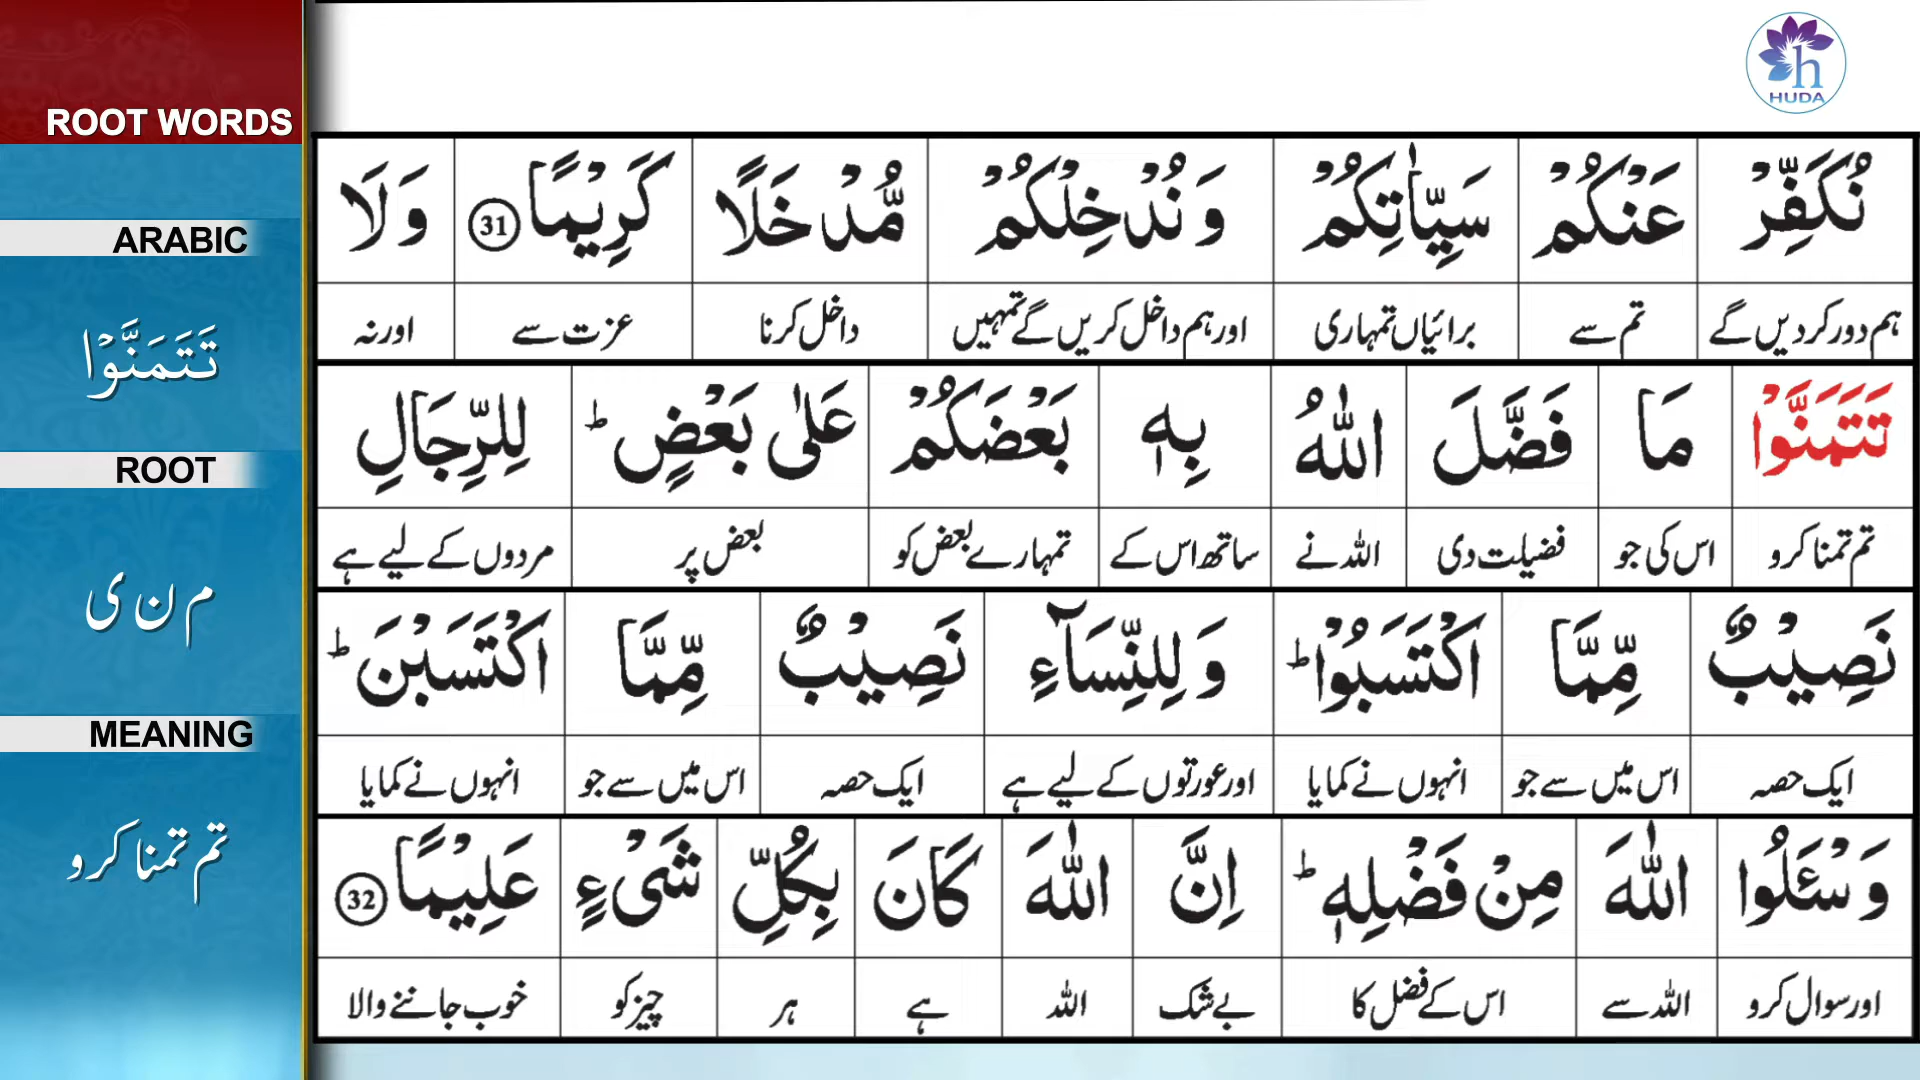 ROOT WORDS
ARABIC
تَتَمَنَّوْا
ROOT
م ن ی
MEANING
تم تمنا کرو
HUDA
نُكَفِّرْ عَنْكُمْ سَيِّاٰتِكُمْ وَنُدْخِلْكُمْ مُّدْخَلًا كَرِيْمًا 31 وَلَا
ہم دور کردیں گے تم سے برائیاں تمہاری اور ہم داخل کریں گے تمہیں داخل کرنا عزت سے اور نہ
تَتَمَنَّوْا مَا فَضَّلَ اللّٰهُ بِهٖ بَعْضَكُمْ عَلٰى بَعْضٍ ؕ لِلرِّجَالِ
تم تمنا کرو اس کی جو فضیلت دی اللہ نے ساتھ اس کے تمہارے بعض کو بعض پر مردوں کے لیے ہے
نَصِيْبٌ مِّمَّا اكْتَسَبُوْا ؕ وَلِلنِّسَآءِ نَصِيْبٌ مِّمَّا اكْتَسَبْنَ ؕ
ایک حصہ اس میں سے جو انہوں نے کمایا اور عورتوں کے لیے ہے ایک حصہ اس میں سے جو انہوں نے کمایا
وَسْـَٔلُوا اللّٰهَ مِنْ فَضْلِهٖ ؕ اِنَّ اللّٰهَ كَانَ بِكُلِّ شَىْءٍ عَلِيْمًا 32
اور سوال کرو اللہ سے اس کے فضل کا بے شک اللہ ہے ہر چیز کو خوب جاننے والا